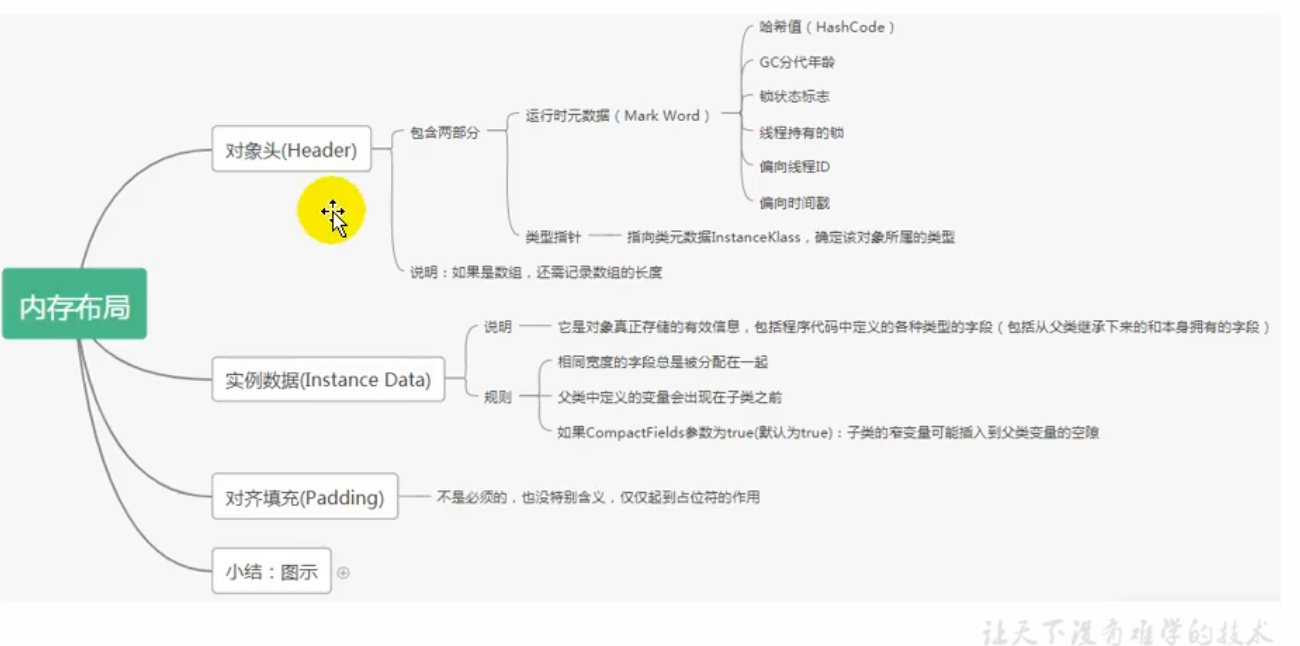 哈希值（HashCode）
GC分代年龄
锁状态标志
运行时元数据（Mark Word）
包含两部分
线程持有的锁
对象头(Header)
偏向线程ID
偏向时间戳
类型指针
指向类元数据InstanceKlass，确定该对象所属的类型
说明：如果是数组，还需记录数组的长度
内存布局
说明
它是对象真正存储的有效信息，包括程序代码中定义的各种类型的字段（包括从父类继承下来的和本身拥有的字段）
相同宽度的字段总是被分配在一起
实例数据(Instance Data)
规则
父类中定义的变量会出现在子类之前
如果CompactFields参数为true(默认为true)：子类的窄变量可能插入到父类变量的空隙
对齐填充(Padding)
不是必须的，也没特别含义，仅仅起到占位符的作用
小结：图示
让天下没有难学的技术